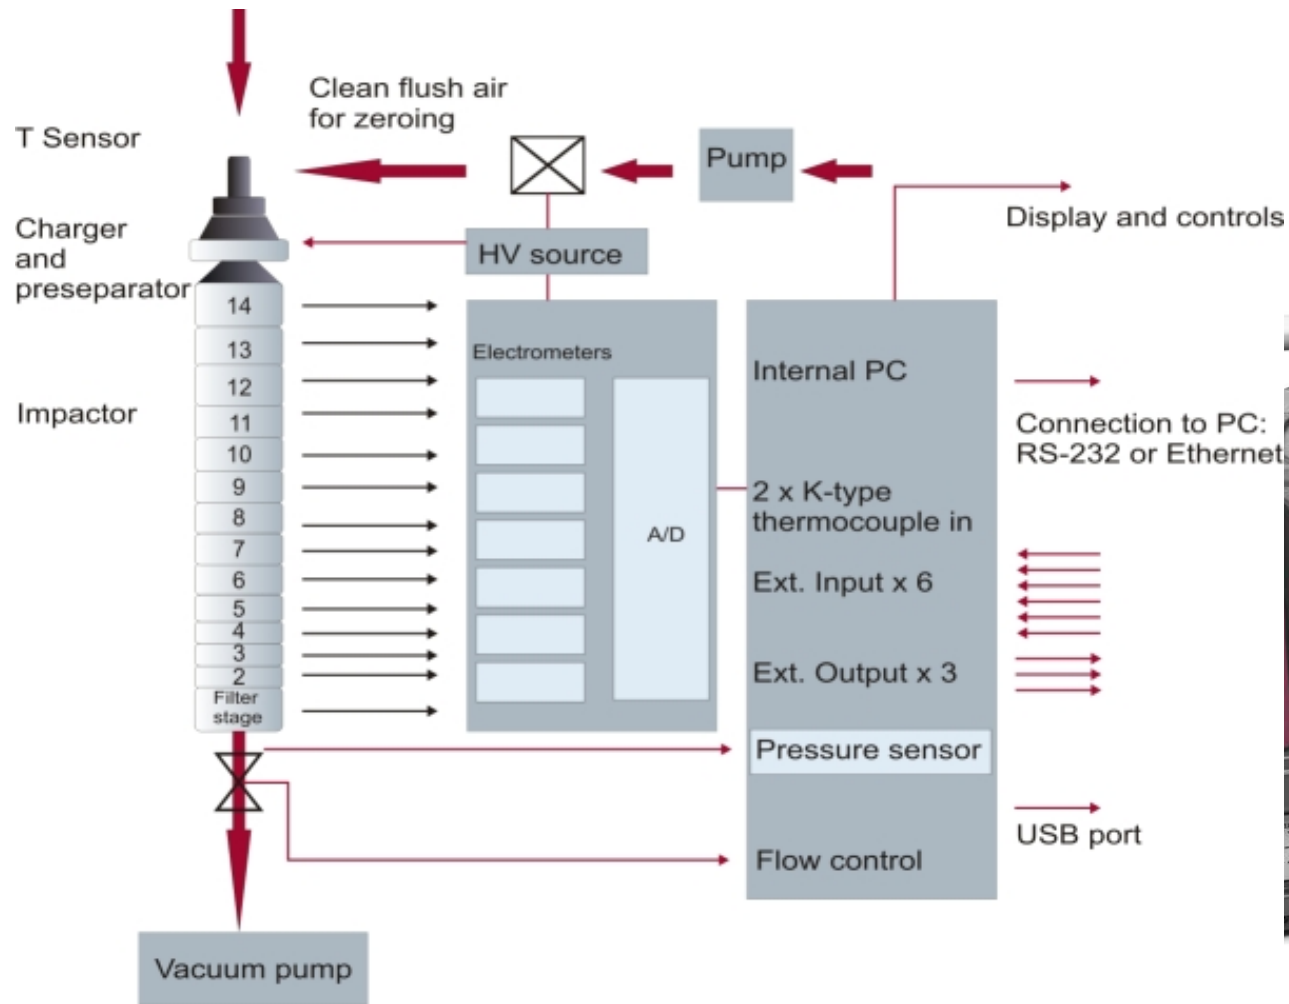 Clean flush air
for zeroing
T Sensor
Pump
Charger
and
preseparator
HV source
Display and controls
14
13
12
11
10
9
8
7
6
5
4
3
2
Filter
stage
Impactor
Electrometers
A/D
Internal PC
2 x K-type
thermocouple in
Ext. Input x 6
Ext. Output x 3
Pressure sensor
Flow control
Connection to PC:
RS-232 or Ethernet
USB port
Vacuum pump